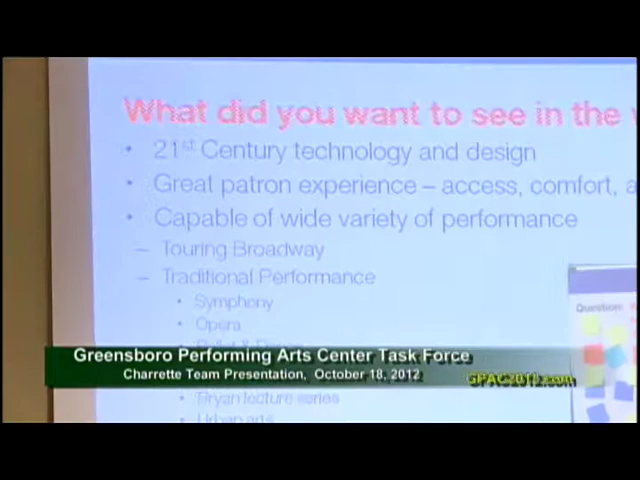 What did you want to see in the
• 21st Century technology and design
• Great patron experience – access, comfort, a
• Capable of wide variety of performance
– Touring Broadway
– Traditional Performance
• Symphony
• Opera
Question:
Greensboro Performing Arts Center Task Force
Charrette Team Presentation, October 18, 2012
GPAC2012.com
• Bryan lecture series
• Urban arts